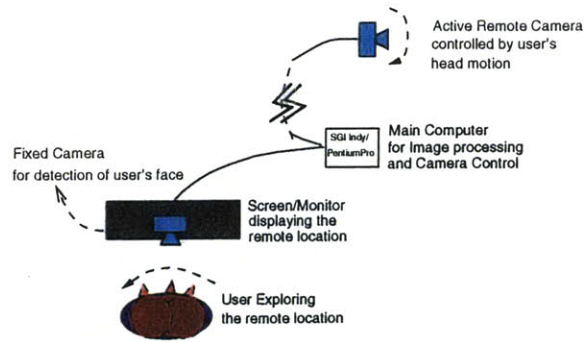 Active Remote Camera
controlled by user's
head motion
SGI Indy/
PentiumPro
Main Computer
for Image processing
and Camera Control
Fixed Camera
for detection of user's face
Screen/Monitor
displaying the
remote location
User Exploring
the remote location